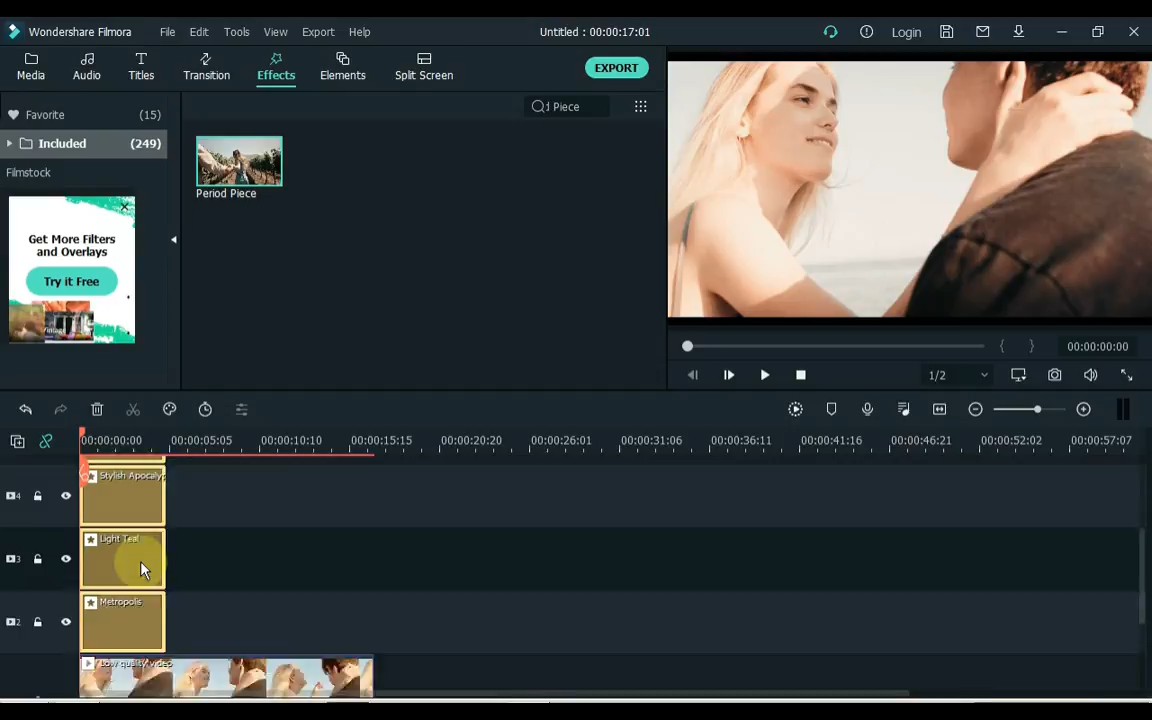 Wondershare Filmora File Edit Tools View Export Help Untitled : 00:00:17:01 Login
Media Audio Titles Transition Effects Elements Split Screen EXPORT
Favorite (15)
Included (249)
Filmstock
Piece
Period Piece
Get More Filters
and Overlays
Try it Free
00:00:00:00
1/2
00:00:00:00 00:00:05:05 00:00:10:10 00:00:15:15 00:00:20:20 00:00:26:01 00:00:31:06 00:00:36:11 00:00:41:16 00:00:46:21 00:00:52:02 00:00:57:07
4 Stylish Apocaly
3 Light Teal
2 Metropolis
Low quality video